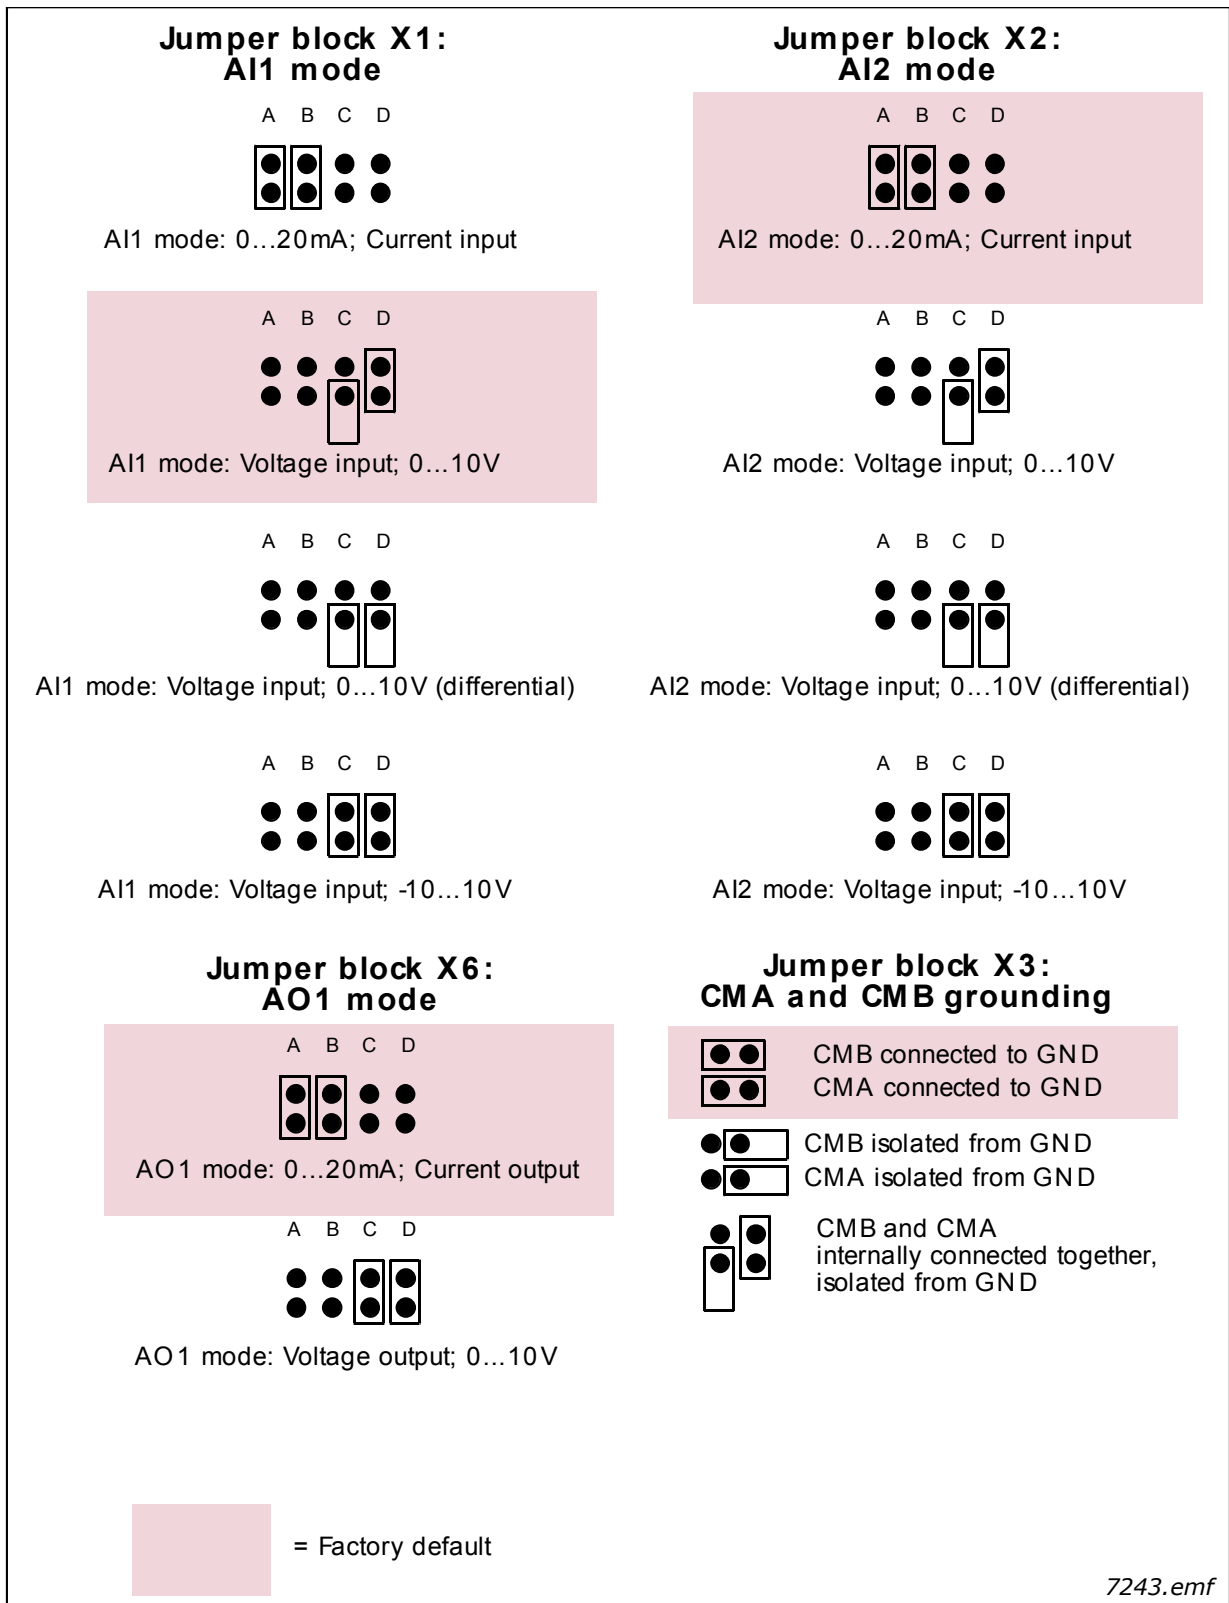 Jumper block X1:
AI1 mode
A B C D
AI1 mode: 0...20mA; Current input
A B C D
AI1 mode: Voltage input; 0...10V
A B C D
AI1 mode: Voltage input; 0...10V (differential)
A B C D
AI1 mode: Voltage input; -10...10V
Jumper block X2:
AI2 mode
A B C D
AI2 mode: 0...20mA; Current input
A B C D
AI2 mode: Voltage input; 0...10V
A B C D
AI2 mode: Voltage input; 0...10V (differential)
A B C D
AI2 mode: Voltage input; -10...10V
Jumper block X6:
AO1 mode
A B C D
AO1 mode: 0...20mA; Current output
A B C D
AO1 mode: Voltage output; 0...10V
Jumper block X3:
CMA and CMB grounding
CMB connected to GND
CMA connected to GND
CMB isolated from GND
CMA isolated from GND
CMB and CMA
internally connected together,
isolated from GND
= Factory default
7243.emf